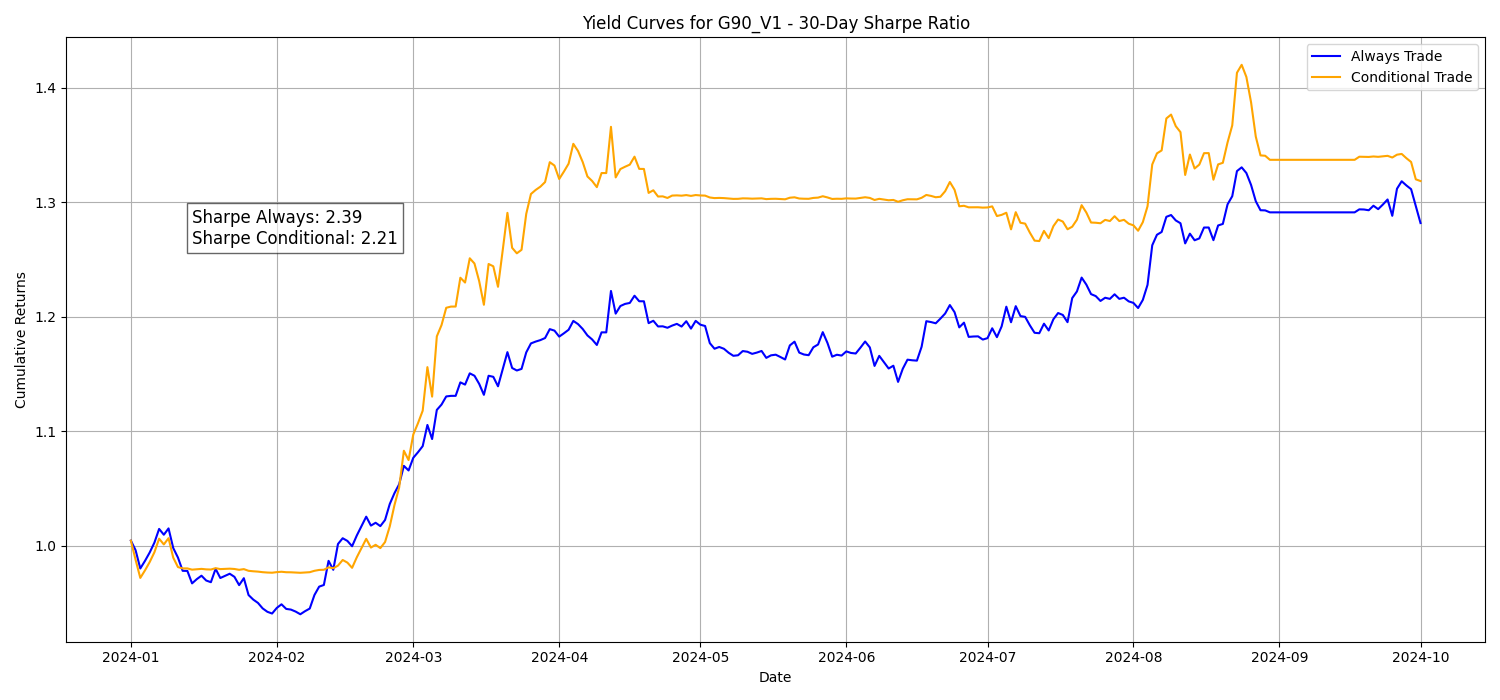 Yield Curves for G90_V1 - 30-Day Sharpe Ratio
Always Trade
Conditional Trade
Sharpe Always: 2.39
Sharpe Conditional: 2.21
Cumulative Returns
1.4
1.3
1.2
1.1
1.0
2024-01
2024-02
2024-03
2024-04
2024-05
2024-06
2024-07
2024-08
2024-09
2024-10
Date